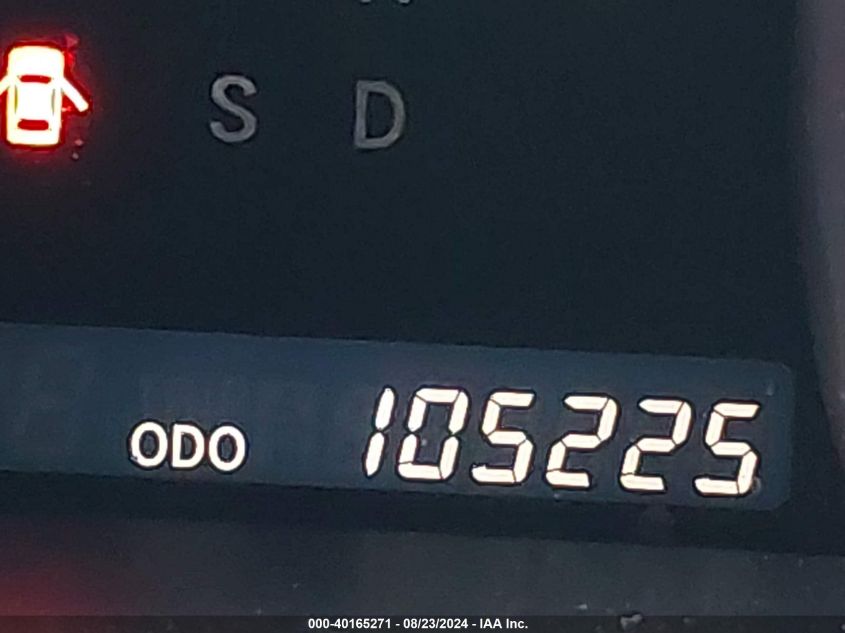 S D
ODO 105225
000-40165271 - 08/23/2024 - IAA Inc.